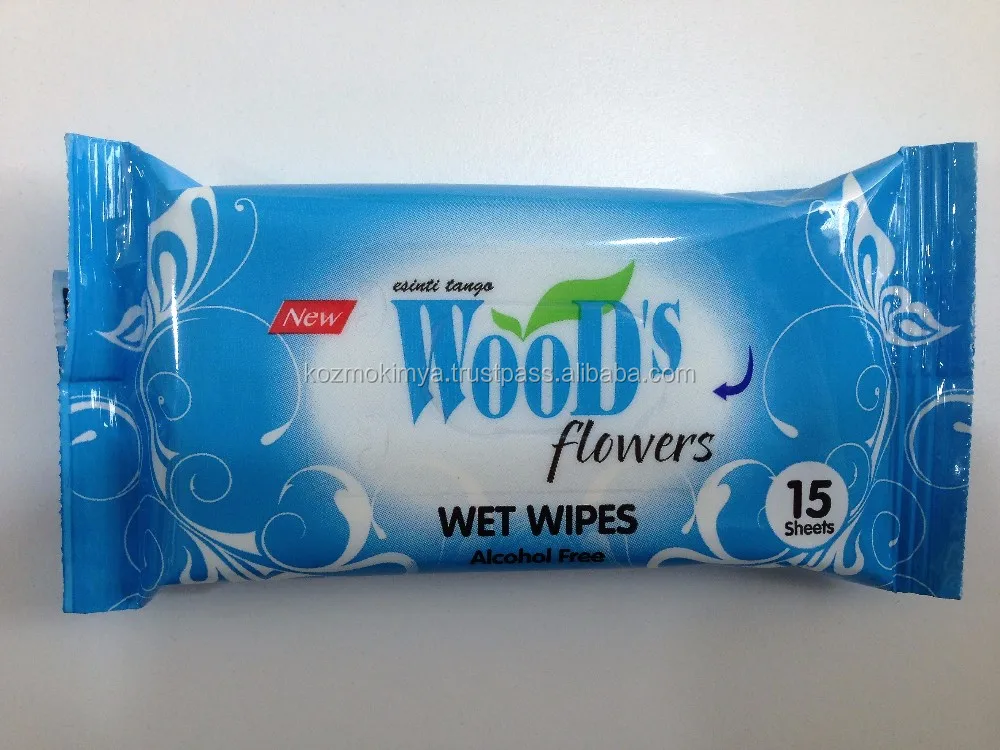 esinti tango
New
WooD's
kozmokimya.trustpass.alibaba.com
flowers
WET WIPES
15
Sheets
Alcohol Free